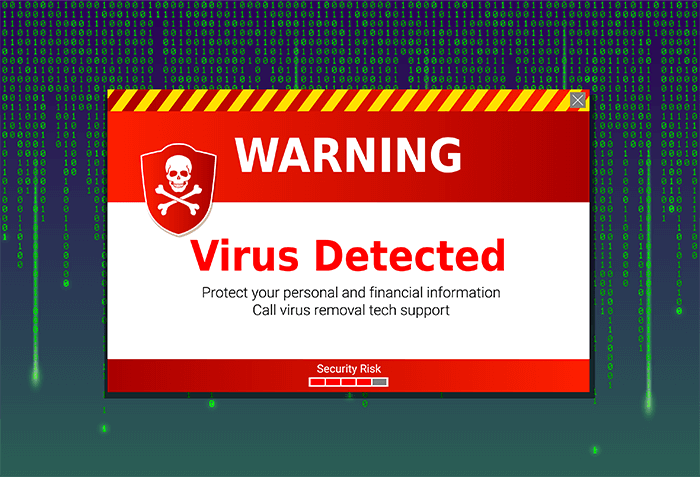 WARNING
Virus Detected
Protect your personal and financial information
Call virus removal tech support
Security Risk